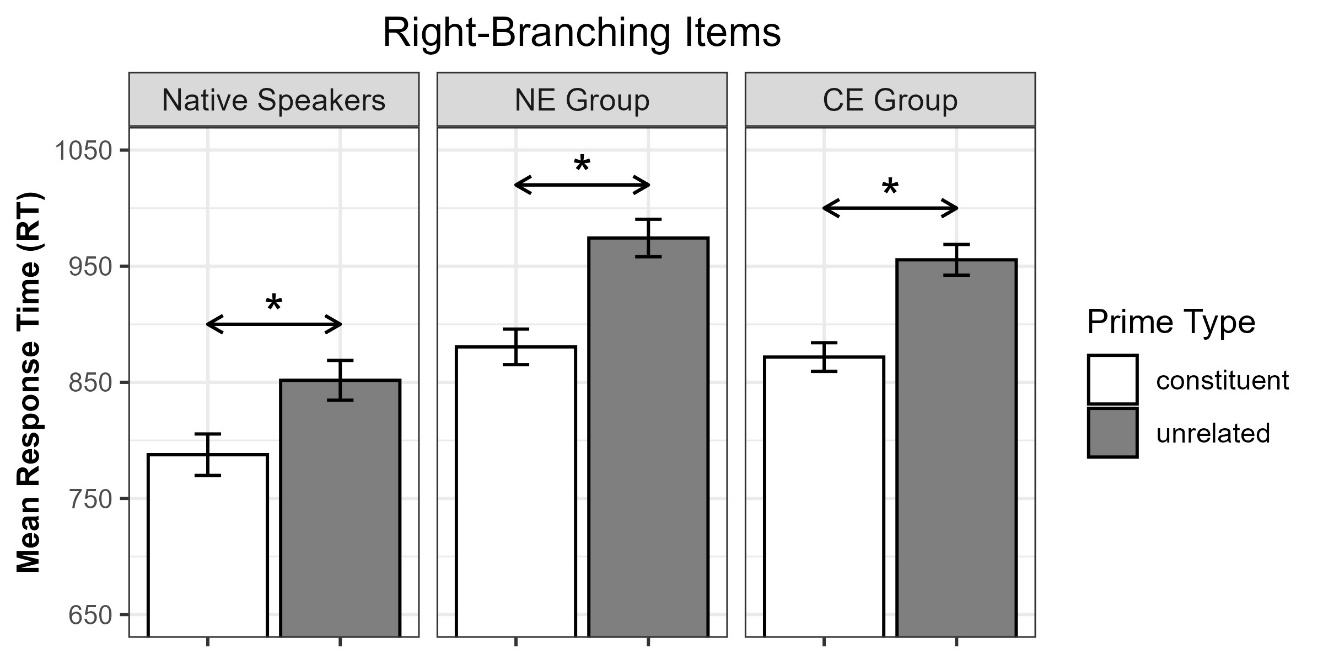 Right-Branching Items
Native Speakers
NE Group
CE Group
Mean Response Time (RT)
1050
950
850
750
650
*
*
*
Prime Type
constituent
unrelated